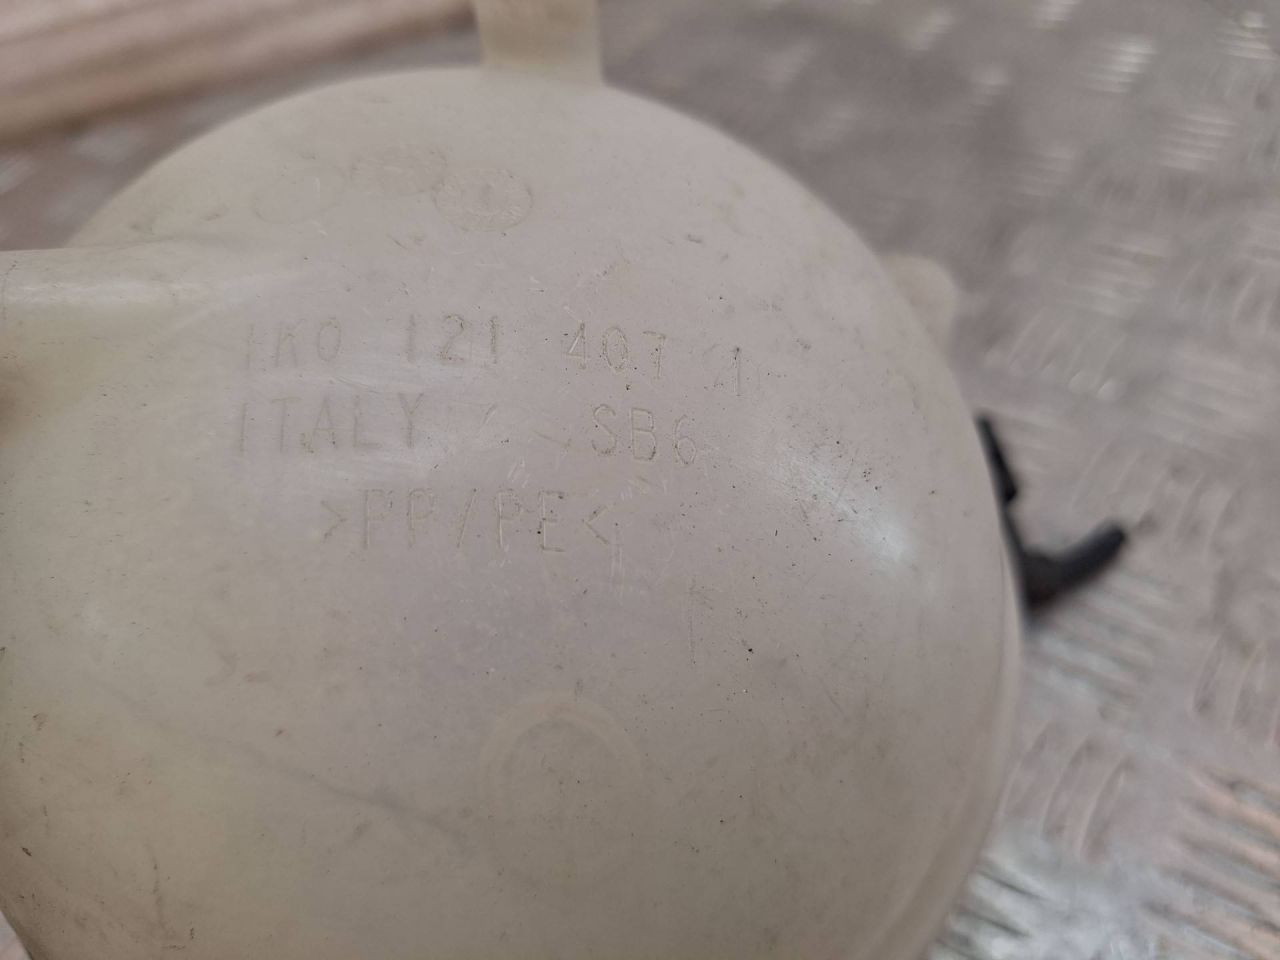 1K0 121 407 A
ITALY SB6
>PP/PE<